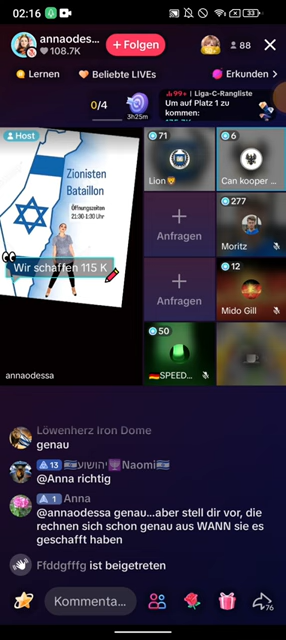 02:16
33
annaodes...
108.7K
+ Folgen
88
Lernen
Beliebte LIVEs
Erkunden
0/4
3h25m
99+ Liga-C-Rangliste
Um auf Platz 1 zu
kommen:
Host
Zionisten
Bataillon
Öffnungszeiten
21:00-1:00 Uhr
Wir schaffen 115 K
annaodessa
71
Lion
6
Can kooper ...
Anfragen
277
Moritz
Anfragen
12
Mido Gill
50
SPEED...
Löwenherz Iron Dome
genau
13 יהושוע Naomi
@Anna richtig
1 Anna
@annaodessa genau...aber stell dir vor, die
rechnen sich schon genau aus WANN sie es
geschafft haben
Ffddgfffg ist beigetreten
Kommenta...
76